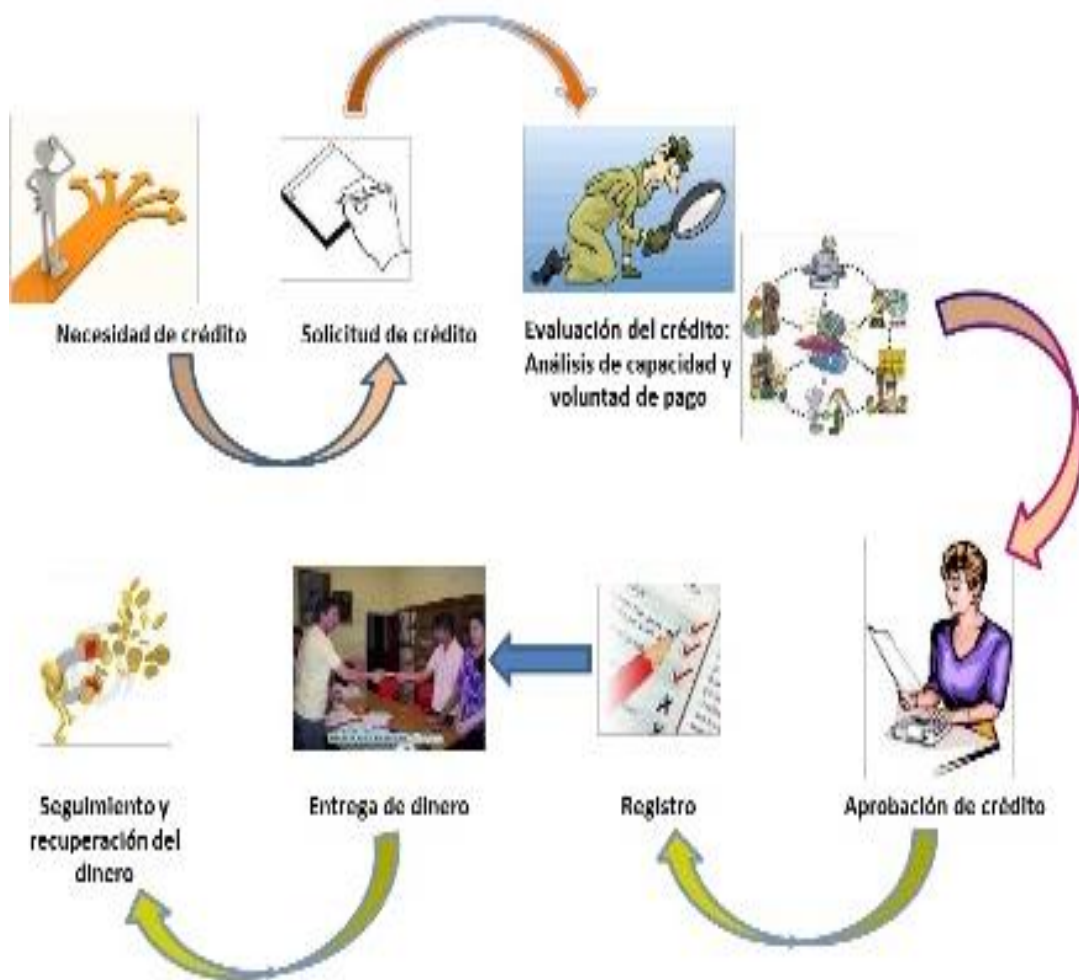 Necesidad de crédito
Solicitud de crédito
Evaluación del crédito:
Análisis de capacidad y
voluntad de pago
Aprobación de crédito
Registro
Entrega de dinero
Seguimiento y
recuperación del
dinero